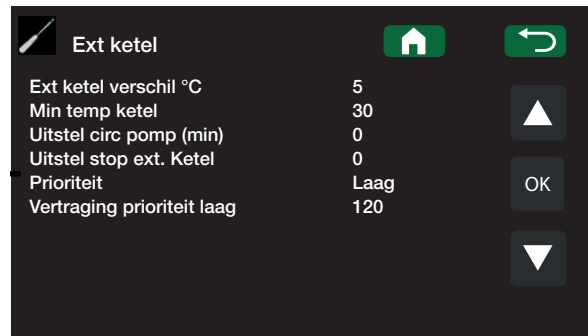 Ext ketel
Ext ketel verschil °C 5
Min temp ketel 30
Uitstel circ pomp (min) 0
Uitstel stop ext. Ketel 0
Prioriteit Laag
Vertraging prioriteit laag 120
OK